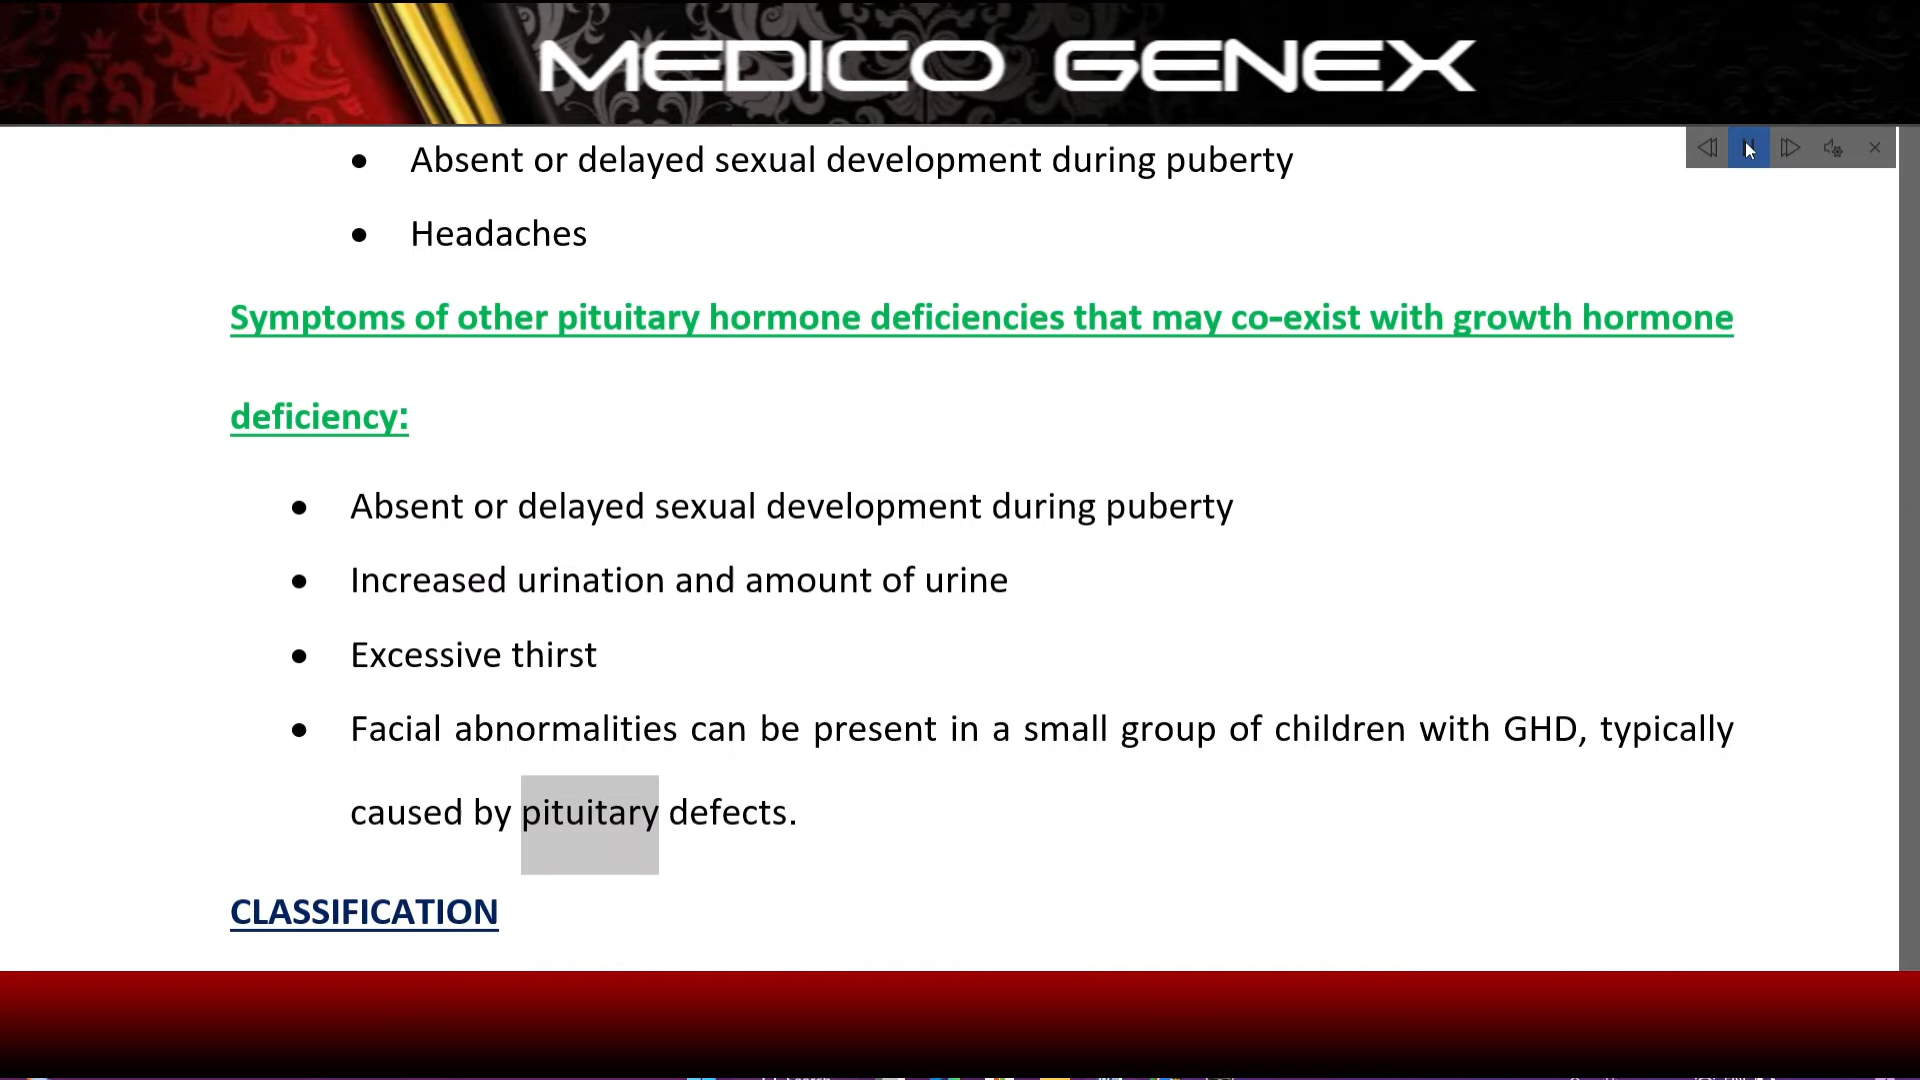 MEDICO GENEX
• Absent or delayed sexual development during puberty
• Headaches
Symptoms of other pituitary hormone deficiencies that may co-exist with growth hormone
deficiency:
• Absent or delayed sexual development during puberty
• Increased urination and amount of urine
• Excessive thirst
• Facial abnormalities can be present in a small group of children with GHD, typically
caused by pituitary defects.
CLASSIFICATION